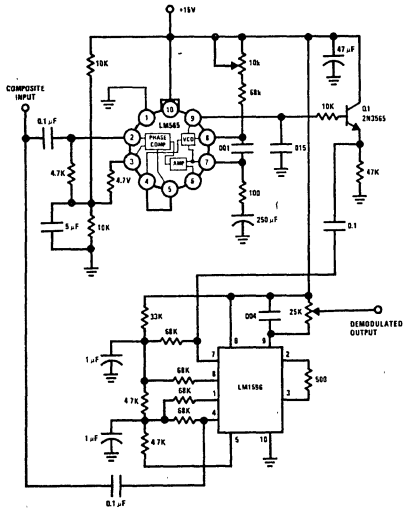 +15V
47 µF
10K
10k
COMPOSITE
INPUT
1
10
LM565
9
68k
10K
Q.1
2N3565
0.1 µF
2
PHASE
COMP
VCO
8
.001
.015
4.7K
4.7V
3
AMP
7
4
5
6
100
47K
5 µF
10K
250 µF
0.1
33K
.004
25K
DEMODULATED
OUTPUT
68K
8
9
1 µF
7
2
68K
8
LM1596
500
68K
1
4.7K
68K
4
3
1 µF
4.7K
5
10
0.1 µF